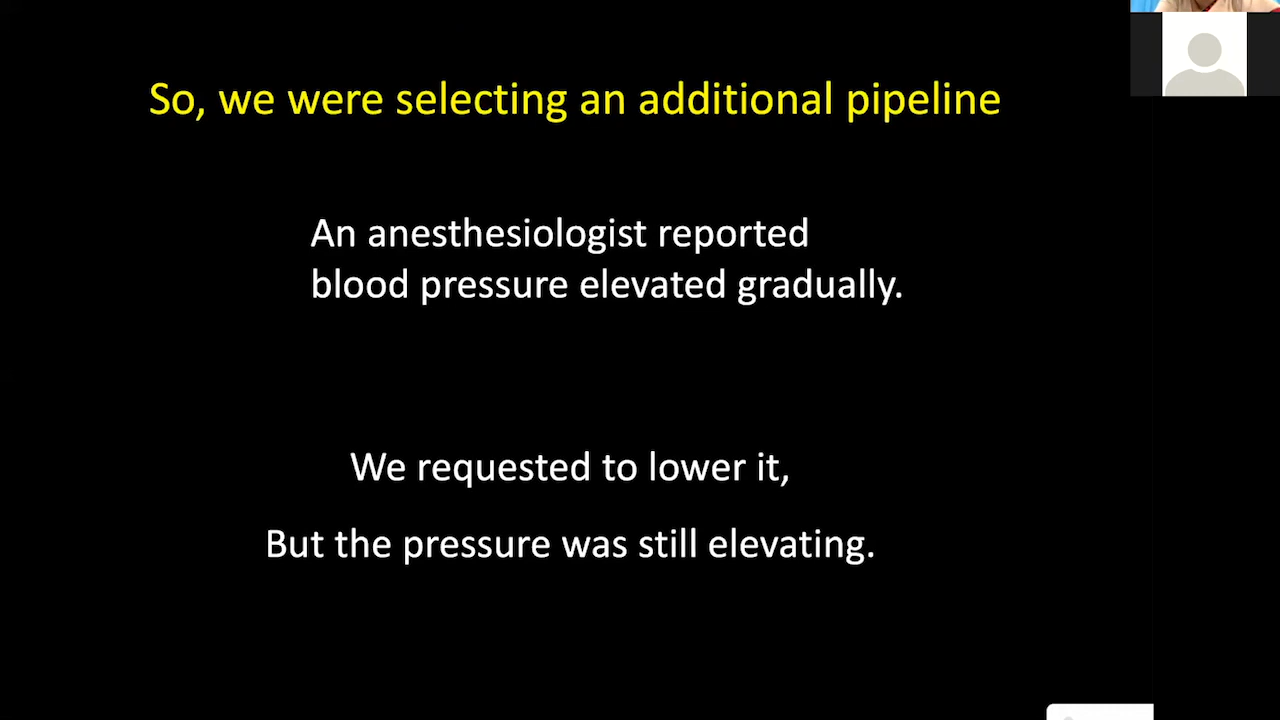 So, we were selecting an additional pipeline
An anesthesiologist reported
blood pressure elevated gradually.
We requested to lower it,
But the pressure was still elevating.